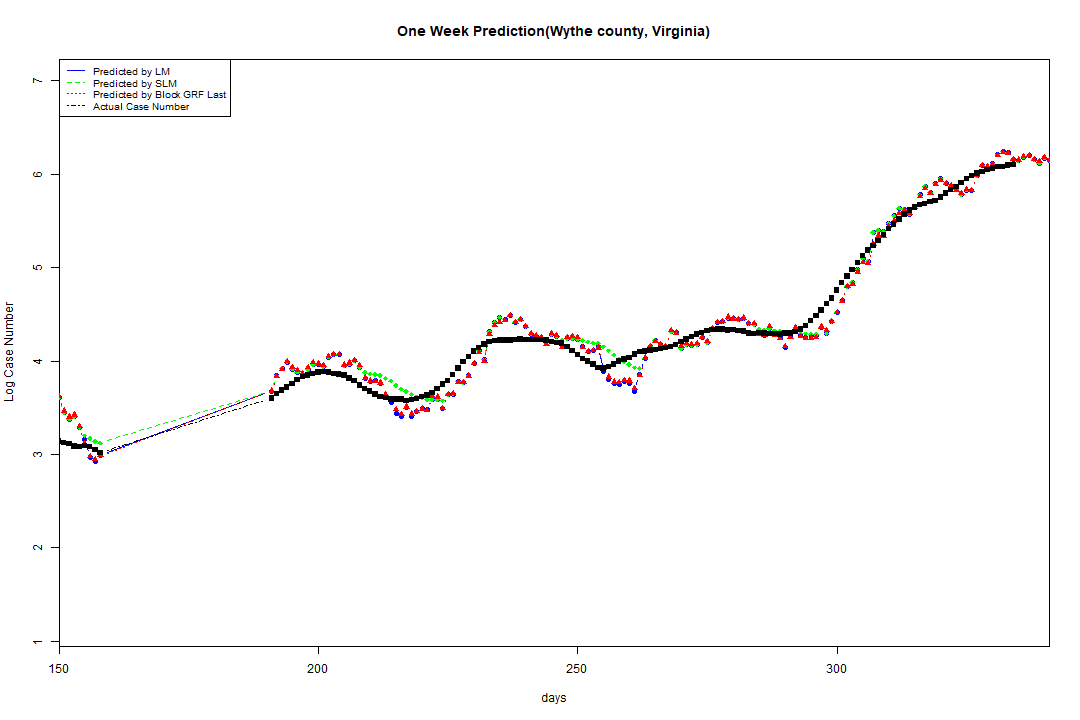 One Week Prediction(Wythe county, Virginia)
Predicted by LM
Predicted by SLM
Predicted by Block GRF Last
Actual Case Number
Log Case Number
7
6
5
4
3
2
1
150 200 250 300
days